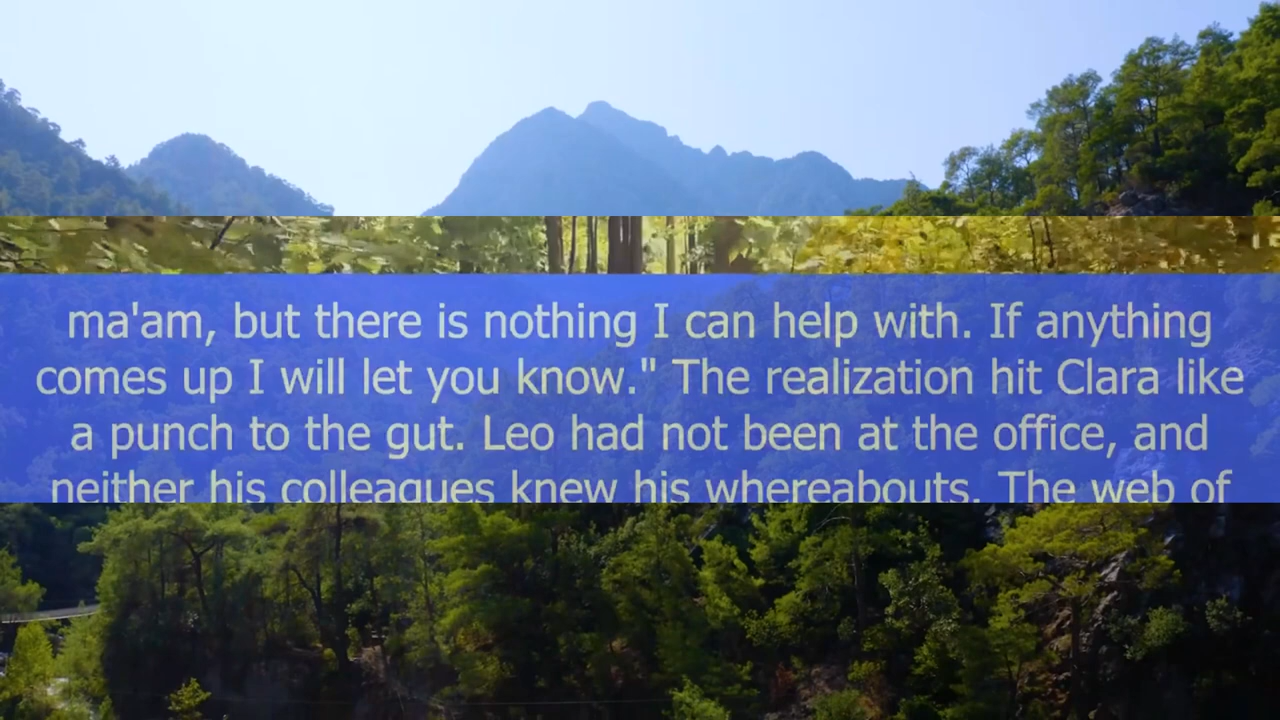 ma'am, but there is nothing I can help with. If anything
comes up I will let you know." The realization hit Clara like
a punch to the gut. Leo had not been at the office, and
neither his colleagues knew his whereabouts. The web of